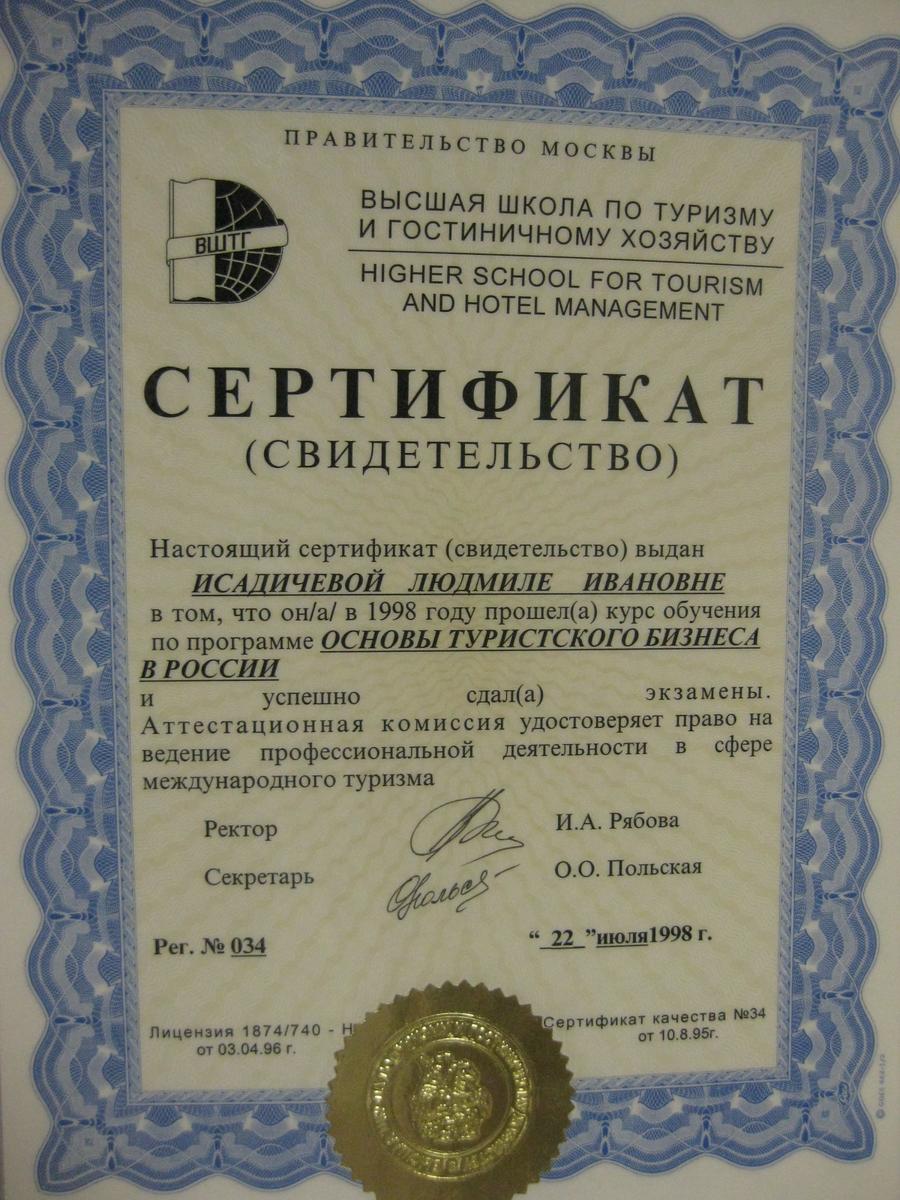 ПРАВИТЕЛЬСТВО МОСКВЫ
ВШТГ
ВЫСШАЯ ШКОЛА ПО ТУРИЗМУ
И ГОСТИНИЧНОМУ ХОЗЯЙСТВУ
HIGHER SCHOOL FOR TOURISM
AND HOTEL MANAGEMENT
СЕРТИФИКАТ
(СВИДЕТЕЛЬСТВО)
Настоящий сертификат (свидетельство) выдан
ИСАДИЧЕВОЙ ЛЮДМИЛЕ ИВАНОВНЕ
в том, что он/а/ в 1998 году прошел(а) курс обучения
по программе ОСНОВЫ ТУРИСТСКОГО БИЗНЕСА
В РОССИИ
и успешно сдал(а) экзамены.
Аттестационная комиссия удостоверяет право на
ведение профессиональной деятельности в сфере
международного туризма
Ректор И.А. Рябова
Секретарь О.О. Польская
Рег. № 034 “ 22 ”июля1998 г.
Лицензия 1874/740 - Н
от 03.04.96 г.
Сертификат качества №34
от 10.8.95г.